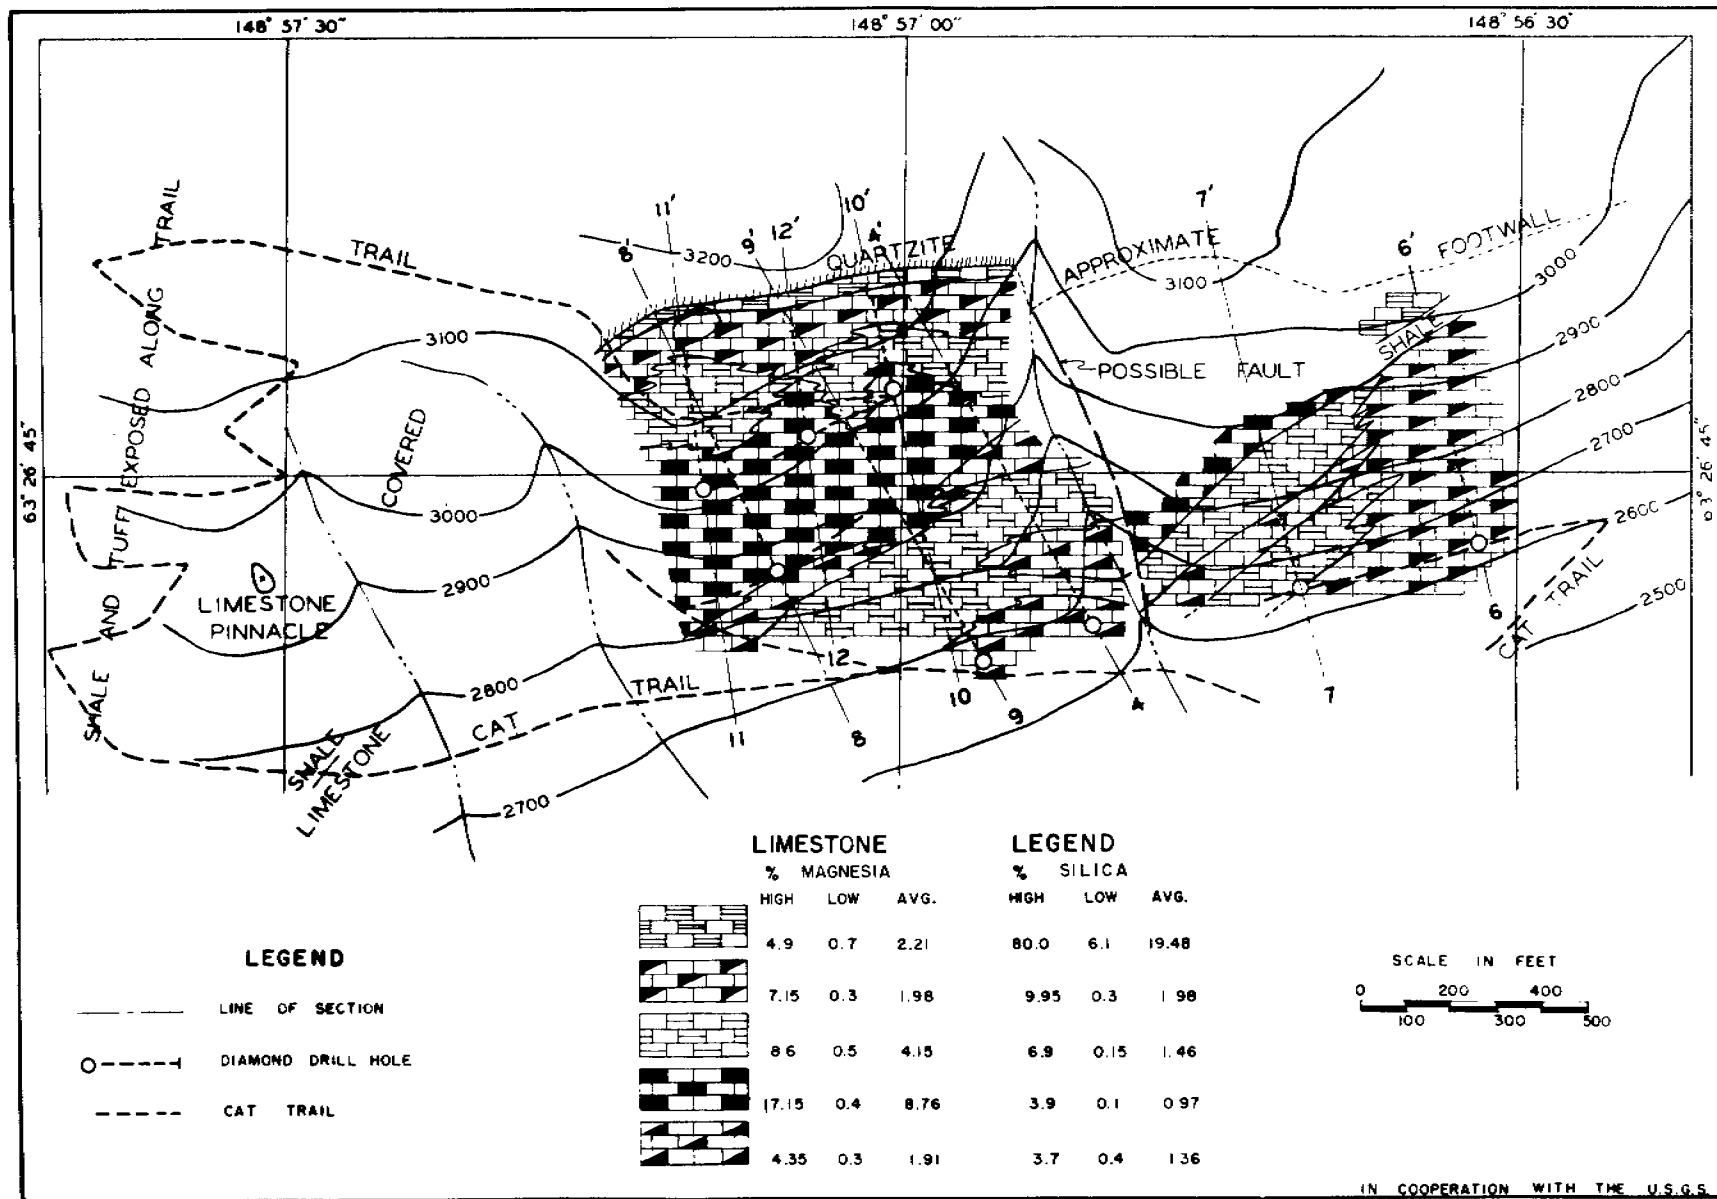 148° 57' 30"
148° 57' 00"
148° 56' 30"
TRAIL
TRAIL
11'
8'
9'
12'
10'
4'
7'
6'
3200
QUARTZITE
APPROXIMATE
FOOTWALL
3100
3000
SHALE
2900
3100
POSSIBLE FAULT
2800
2700
63° 26' 45"
63° 26' 45"
SHALE AND TUFF EXPOSED ALONG
COVERED
3000
2600
2900
LIMESTONE
PINNACLE
CAT TRAIL
2500
6
7
12
2800
TRAIL
CAT
10
9
4
11
8
SHALE
LIMESTONE
2700
LIMESTONE LEGEND
% MAGNESIA % SILICA
HIGH LOW AVG. HIGH LOW AVG.
4.9 0.7 2.21 80.0 6.1 19.48
7.15 0.3 1.98 9.95 0.3 1.98
8.6 0.5 4.15 6.9 0.15 1.46
17.15 0.4 8.76 3.9 0.1 0.97
4.35 0.3 1.91 3.7 0.4 1.36
LEGEND
LINE OF SECTION
DIAMOND DRILL HOLE
CAT TRAIL
SCALE IN FEET
0 200 400
100 300 500
IN COOPERATION WITH THE U.S.G.S.